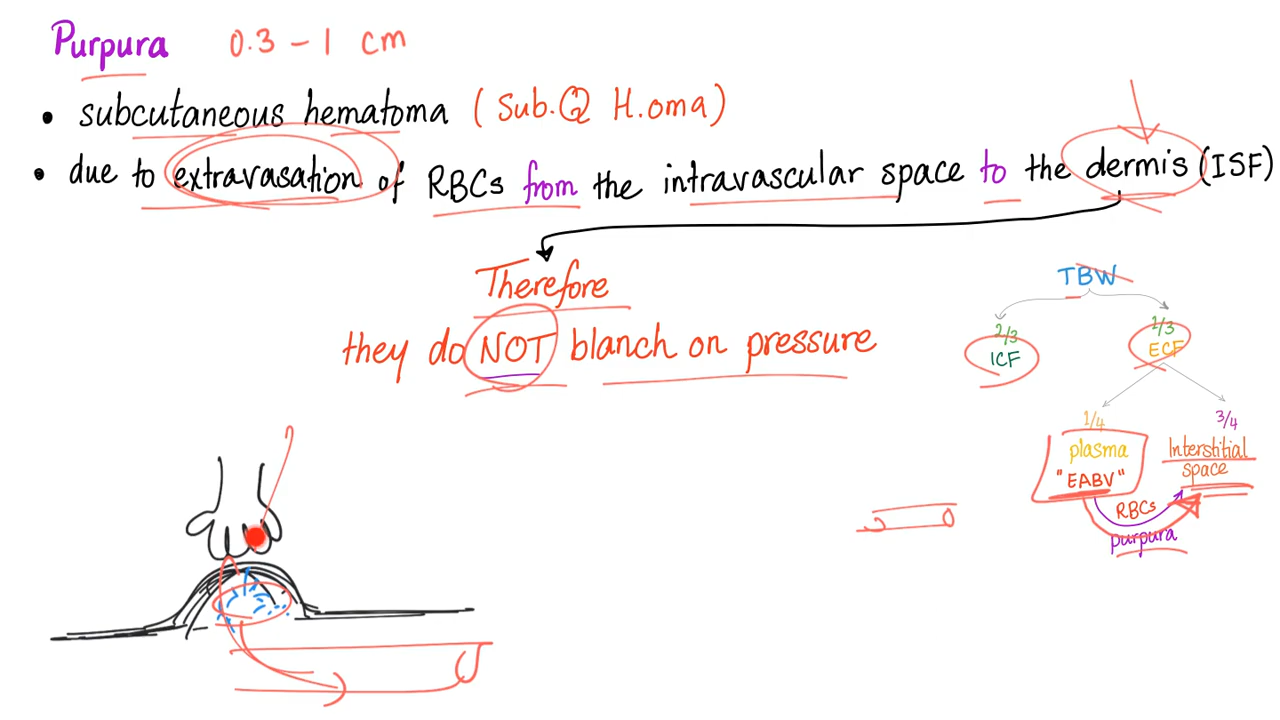 Purpura 0.3 - 1 cm
• subcutaneous hematoma (Sub.Q H.oma)
• due to extravasation of RBCs from the intravascular space to the dermis (ISF)
Therefore
they do NOT blanch on pressure
TBW
2/3
ICF
1/3
ECF
1/4
plasma
"EABV"
3/4
Interstitial
space
RBCs
purpura